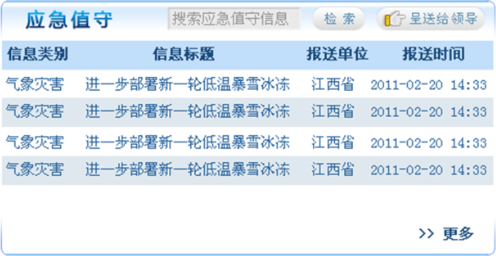 应急值守 搜索应急值守信息 检 索 呈送给领导
信息类别 信息标题 报送单位 报送时间
气象灾害 进一步部署新一轮低温暴雪冰冻 江西省 2011-02-20 14:33
气象灾害 进一步部署新一轮低温暴雪冰冻 江西省 2011-02-20 14:33
气象灾害 进一步部署新一轮低温暴雪冰冻 江西省 2011-02-20 14:33
气象灾害 进一步部署新一轮低温暴雪冰冻 江西省 2011-02-20 14:33
>> 更多